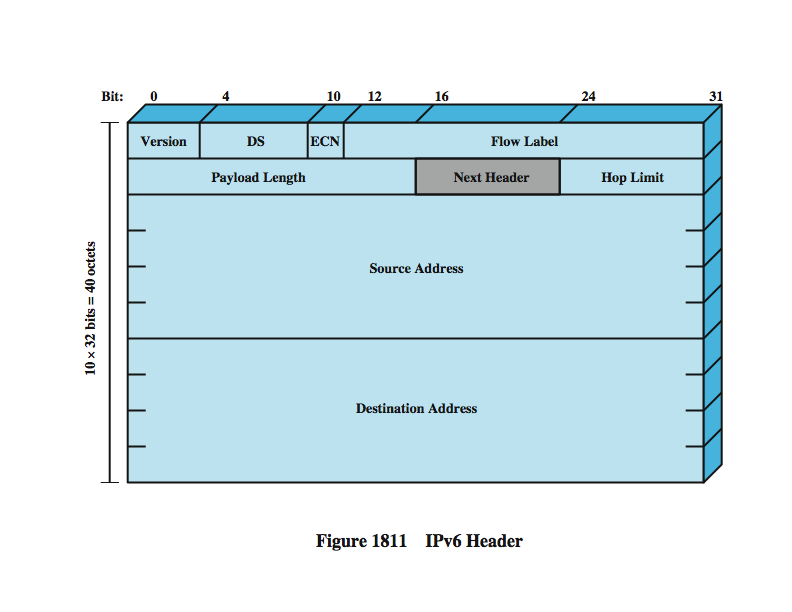 Bit: 0 4 10 12 16 24 31
Version DS ECN Flow Label
Payload Length Next Header Hop Limit
Source Address
10 × 32 bits = 40 octets
Destination Address
Figure 1811 IPv6 Header